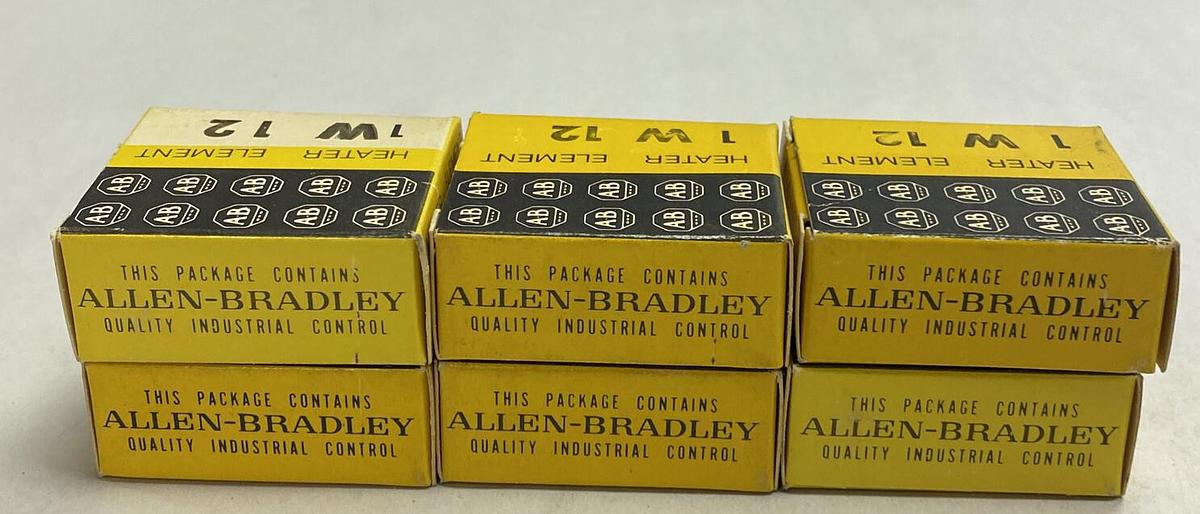 1 W 12
HEATER ELEMENT
AB AB AB AB AB
AB AB AB AB AB
THIS PACKAGE CONTAINS
ALLEN-BRADLEY
QUALITY INDUSTRIAL CONTROL
1 W 12
HEATER ELEMENT
AB AB AB AB AB
AB AB AB AB AB
THIS PACKAGE CONTAINS
ALLEN-BRADLEY
QUALITY INDUSTRIAL CONTROL
1 W 12
HEATER ELEMENT
AB AB AB AB AB
AB AB AB AB AB
THIS PACKAGE CONTAINS
ALLEN-BRADLEY
QUALITY INDUSTRIAL CONTROL
THIS PACKAGE CONTAINS
ALLEN-BRADLEY
QUALITY INDUSTRIAL CONTROL
THIS PACKAGE CONTAINS
ALLEN-BRADLEY
QUALITY INDUSTRIAL CONTROL
THIS PACKAGE CONTAINS
ALLEN-BRADLEY
QUALITY INDUSTRIAL CONTROL